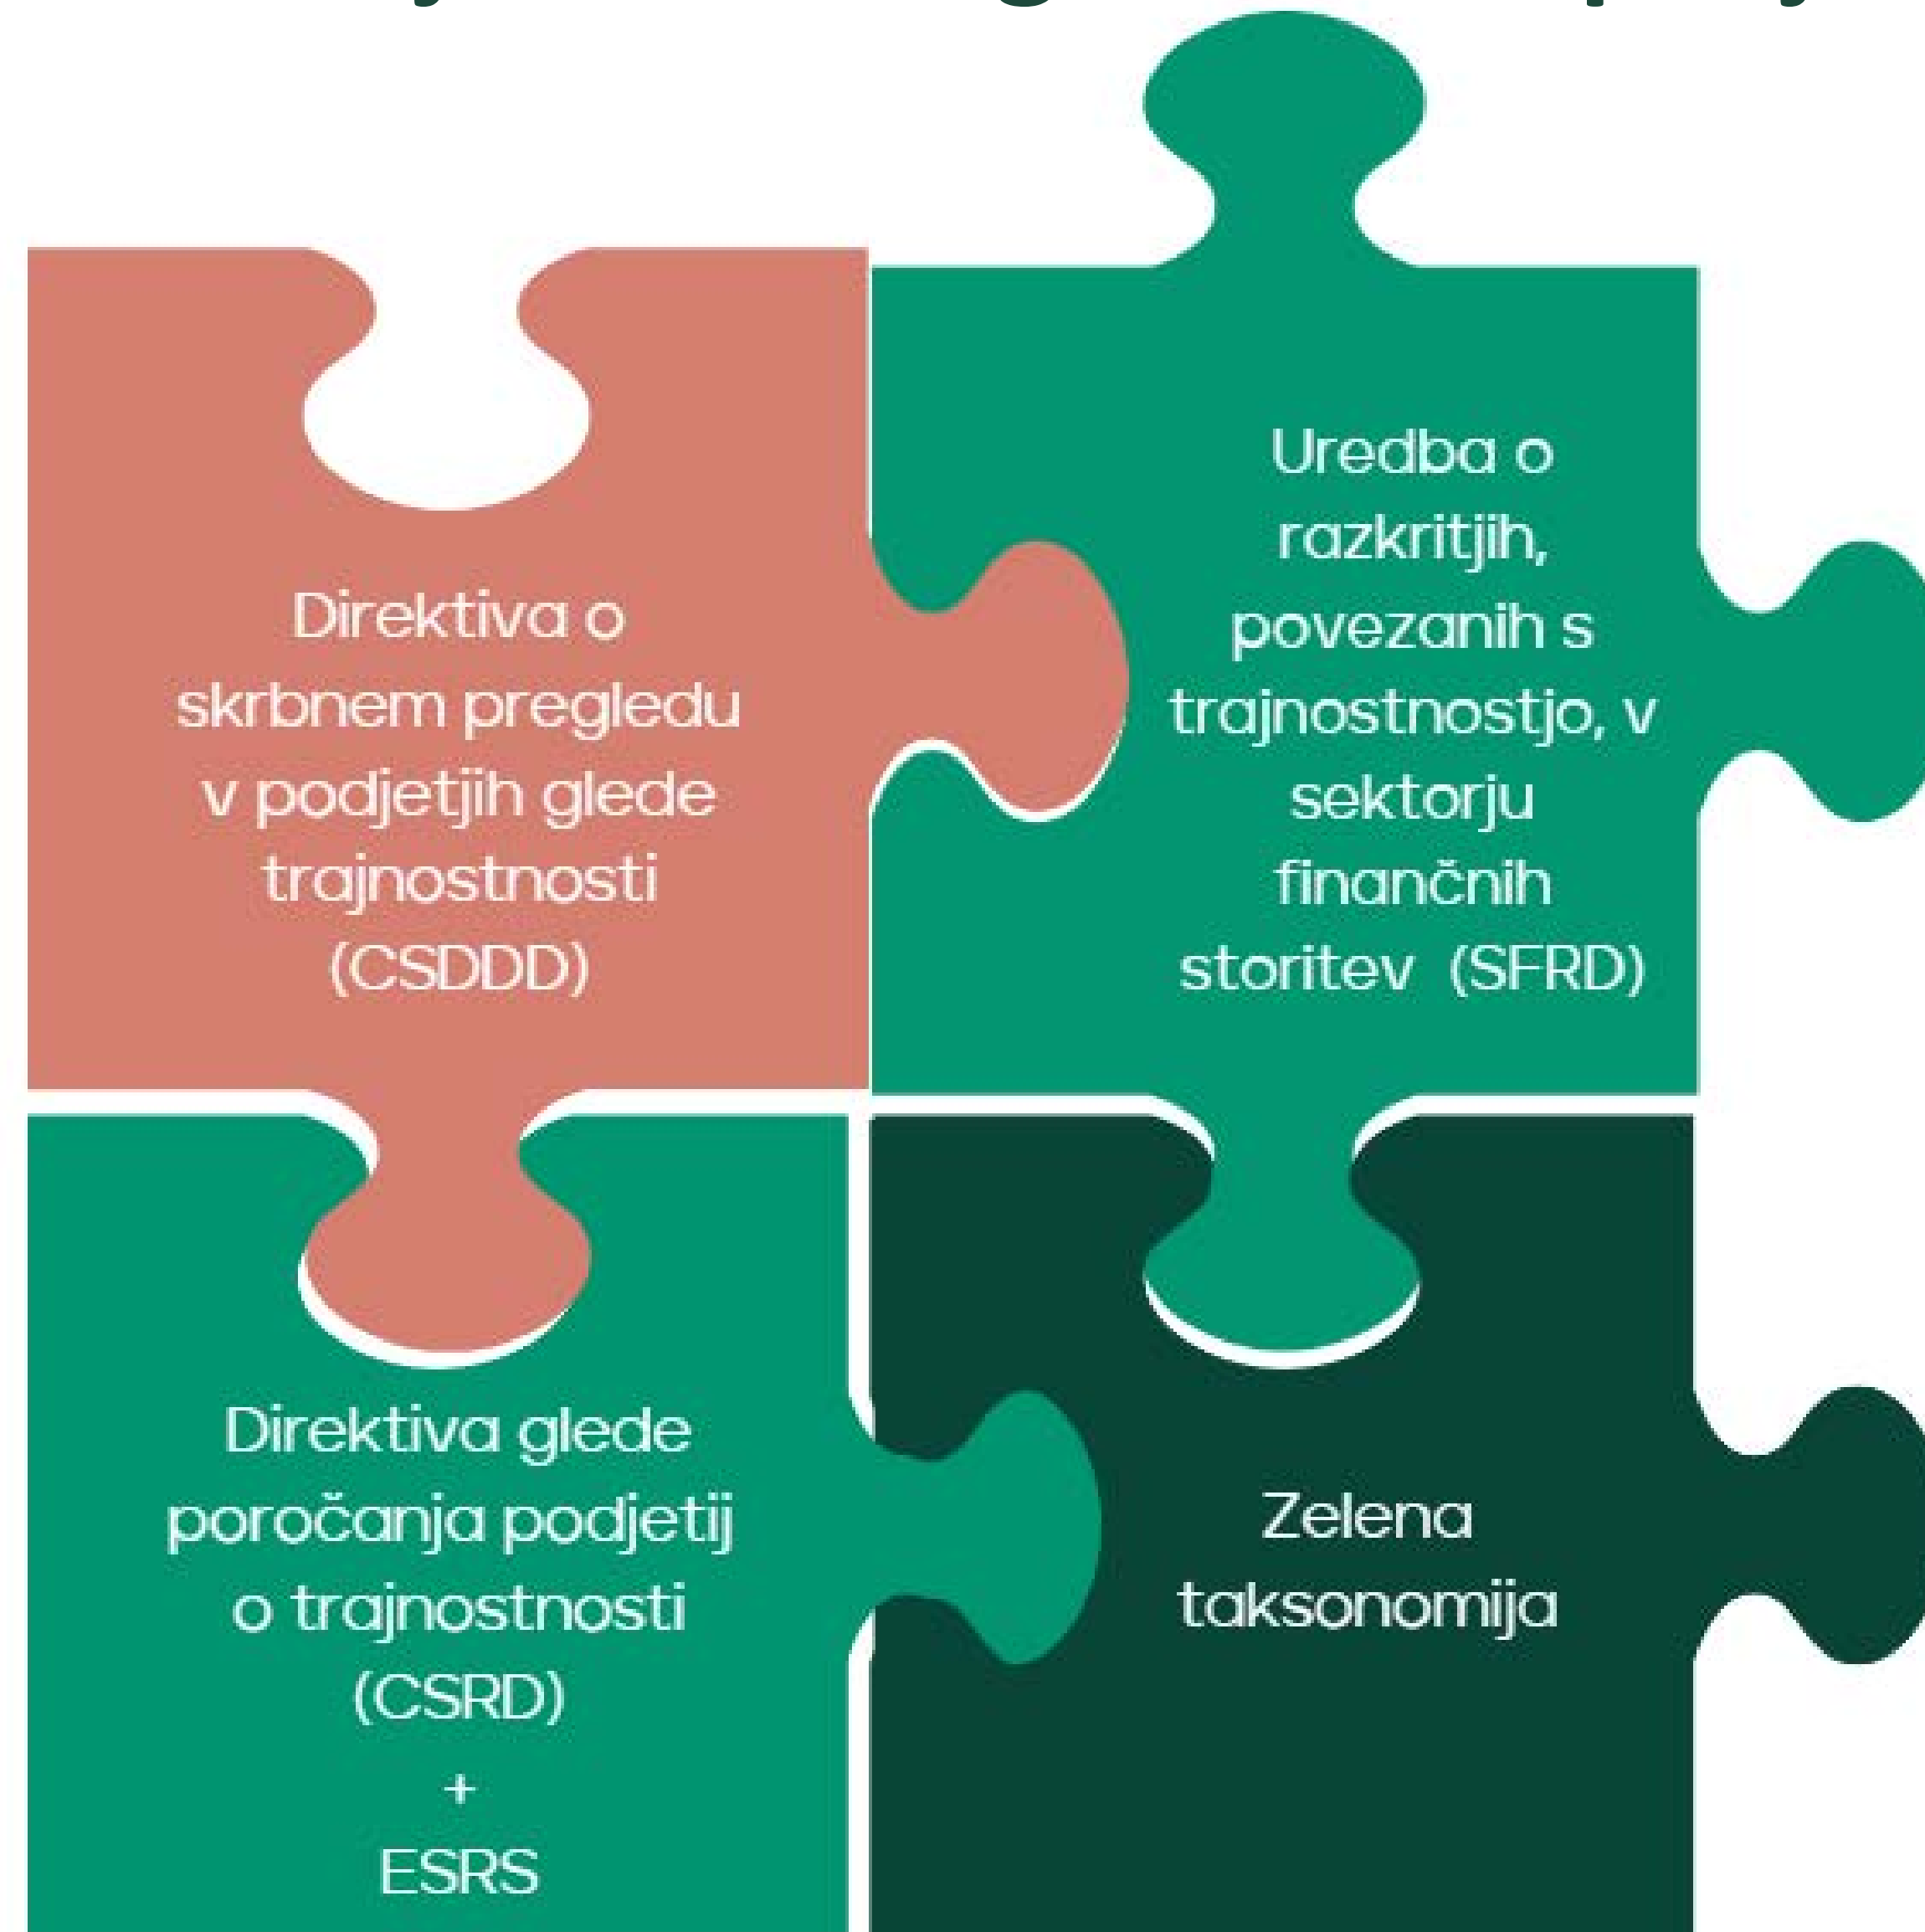 Direktiva o
skrbnem pregledu
v podjetjih glede
trajnostnosti
(CSDDD)
Uredba o
razkritjih,
povezanih s
trajnostnostjo, v
sektorju
finančnih
storitev (SFRD)
Direktiva glede
poročanja podjetij
o trajnostnosti
(CSRD)
+
ESRS
Zelena
taksonomija